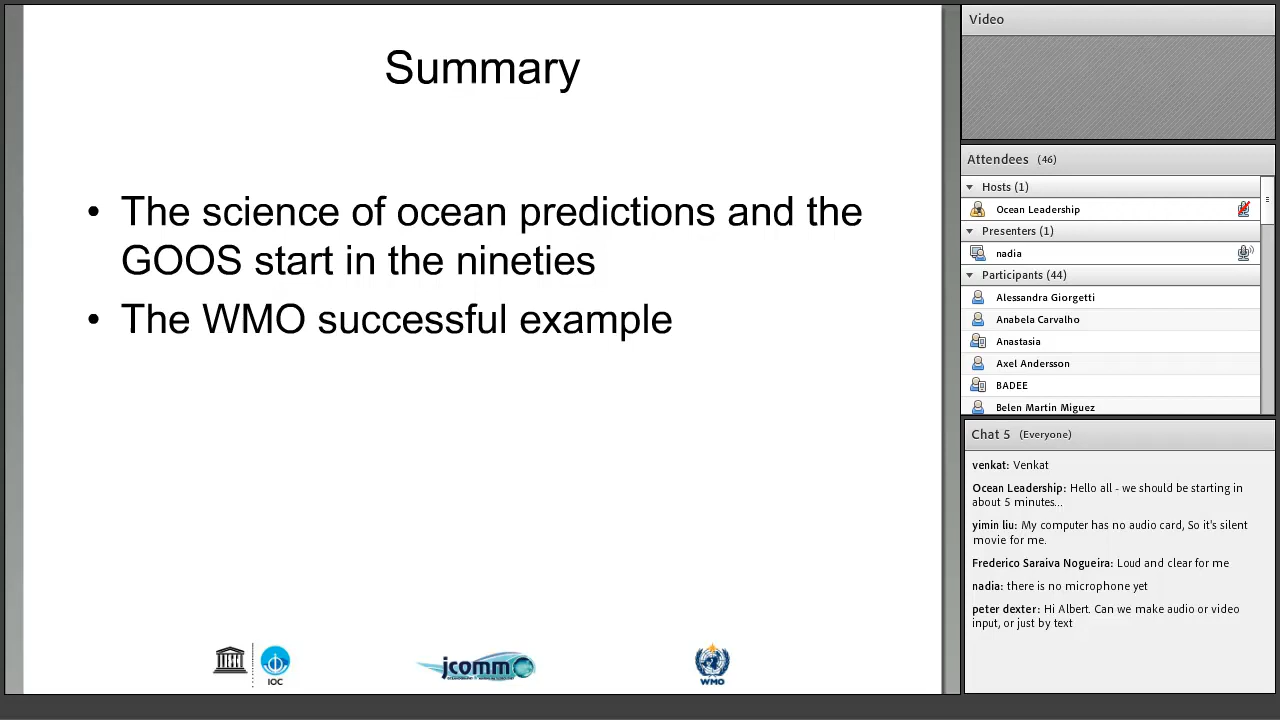 Summary
• The science of ocean predictions and the
GOOS start in the nineties
• The WMO successful example
IOC
jcomm
WMO
Video
Attendees (46)
Hosts (1)
Ocean Leadership
Presenters (1)
nadia
Participants (44)
Alessandra Giorgetti
Anabela Carvalho
Anastasia
Axel Andersson
BADEE
Belen Martin Miguez
Chat 5 (Everyone)
venkat: Venkat
Ocean Leadership: Hello all - we should be starting in
about 5 minutes...
yimin liu: My computer has no audio card, So it's silent
movie for me.
Frederico Saraiva Nogueira: Loud and clear for me
nadia: there is no microphone yet
peter dexter: Hi Albert. Can we make audio or video
input, or just by text